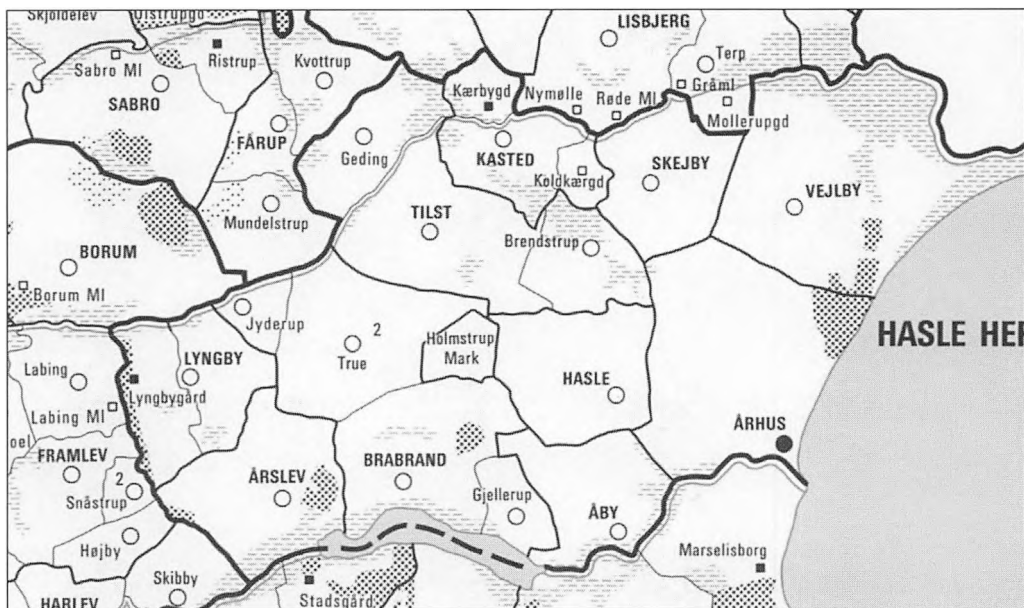 Skjoldelev
Ulstrupgd
LISBJERG
Sabro Ml
Ristrup
Kvottrup
Terp
SABRO
Kærbygd
Nymølle
Røde Ml
Gråml
Mollerupgd
FÅRUP
Geding
KASTED
Koldkærgd
SKEJBY
VEJLBY
Mundelstrup
TILST
Brendstrup
BORUM
Borum Ml
Jyderup
2
True
Holmstrup
Mark
HASLE HER
Labing
LYNGBY
Lyngbygård
HASLE
Labing Ml
ÅRHUS
FRAMLEV
2
Snåstrup
ÅRSLEV
BRABRAND
Gjellerup
ÅBY
Højby
Marselisborg
Skibby
HARLEV
Stadsgård